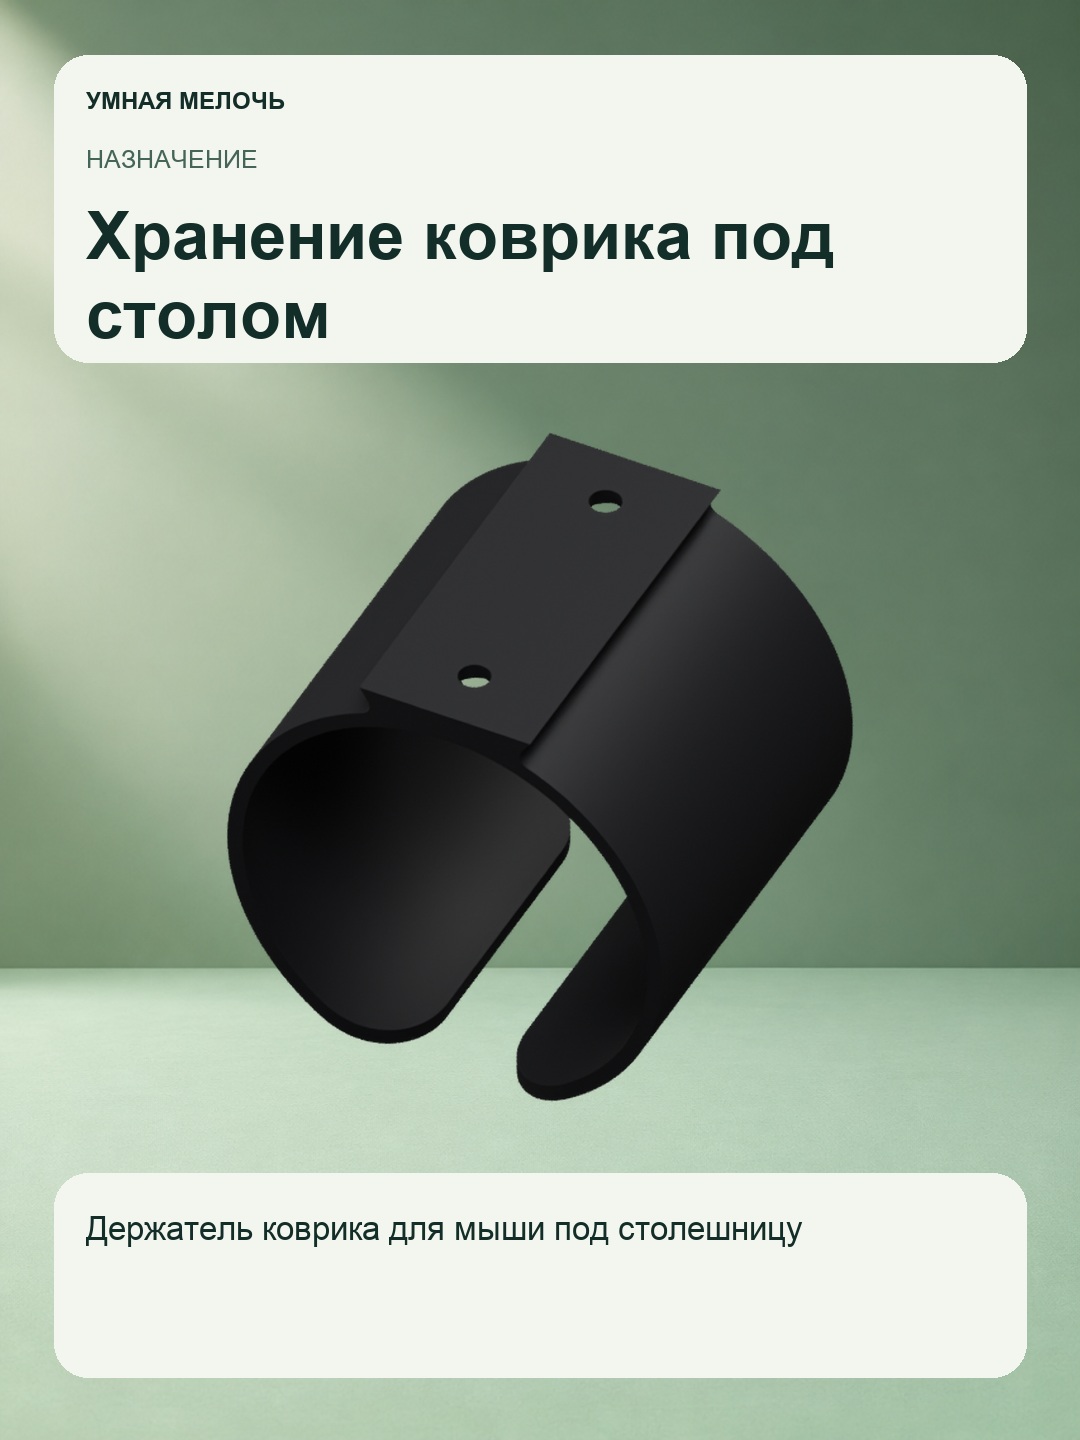 УМНАЯ МЕЛОЧЬ
НАЗНАЧЕНИЕ
Хранение коврика под
столом
Держатель коврика для мыши под столешницу